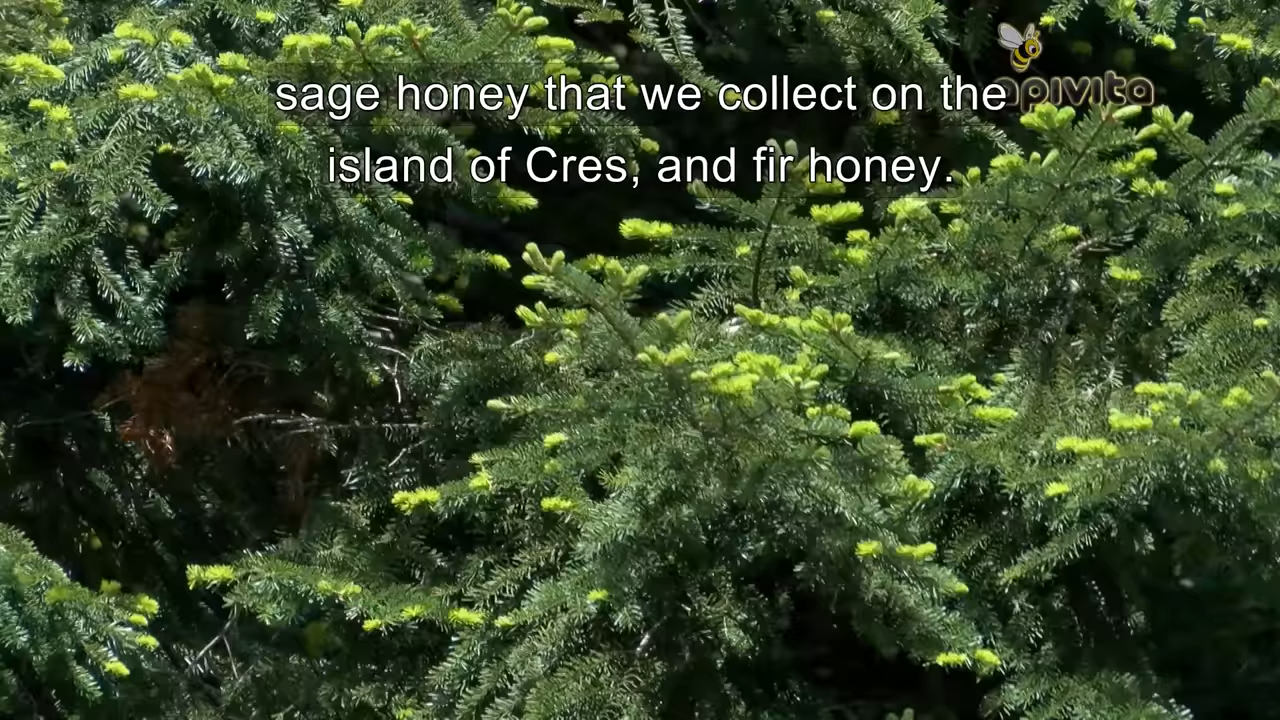 sage honey that we collect on the
island of Cres, and fir honey.
apivita